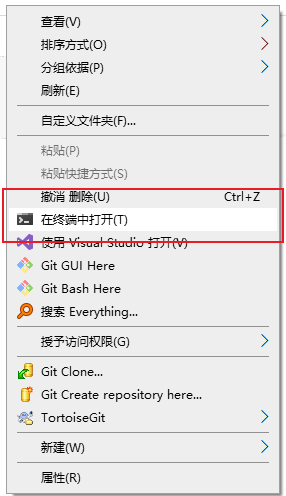 查看(V)
排序方式(O)
分组依据(P)
刷新(E)
自定义文件夹(F)...
粘贴(P)
粘贴快捷方式(S)
撤消 删除(U) Ctrl+Z
在终端中打开(T)
使用 Visual Studio 打开(V)
Git GUI Here
Git Bash Here
搜索 Everything...
授予访问权限(G)
Git Clone...
Git Create repository here...
TortoiseGit
新建(W)
属性(R)